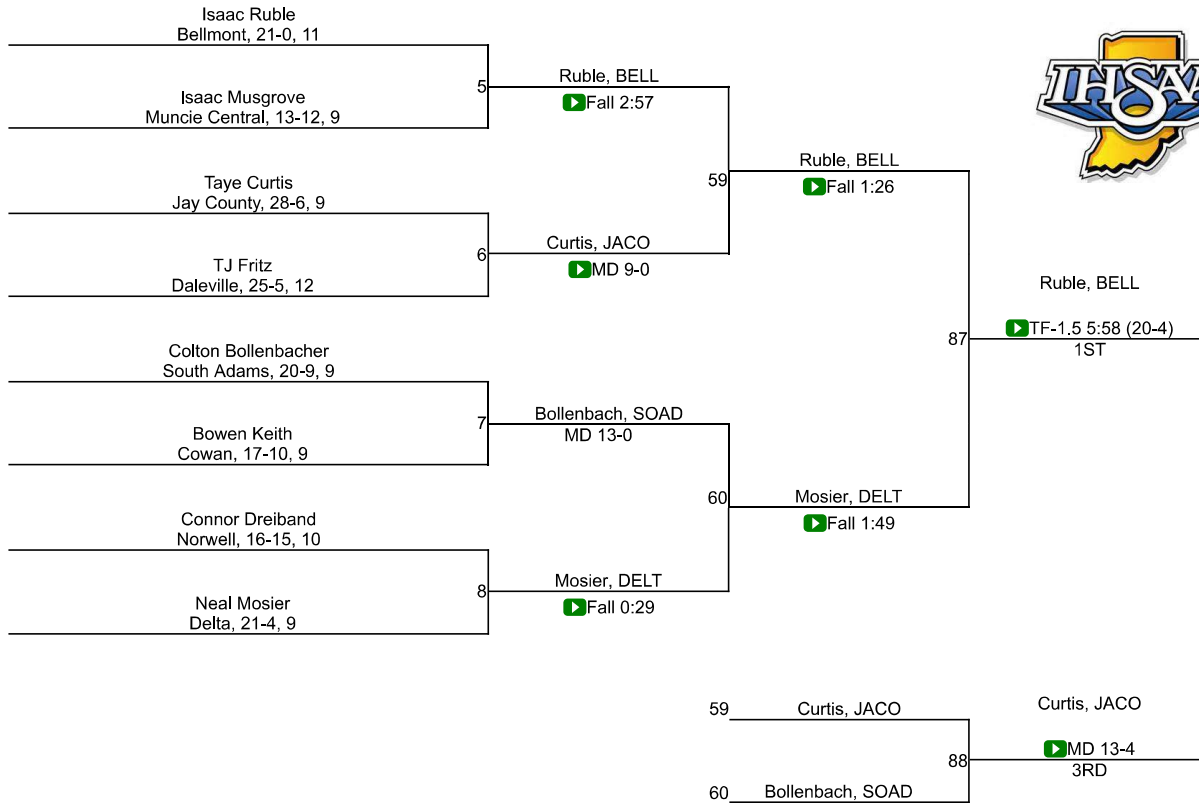 Isaac Ruble
Bellmont, 21-0, 11
5
Ruble, BELL
Fall 2:57
Isaac Musgrove
Muncie Central, 13-12, 9
59
Ruble, BELL
Fall 1:26
Taye Curtis
Jay County, 28-6, 9
6
Curtis, JACO
MD 9-0
TJ Fritz
Daleville, 25-5, 12
87
Ruble, BELL
TF-1.5 5:58 (20-4)
1ST
Colton Bollenbacher
South Adams, 20-9, 9
7
Bollenbach, SOAD
MD 13-0
Bowen Keith
Cowan, 17-10, 9
60
Mosier, DELT
Fall 1:49
Connor Dreiband
Norwell, 16-15, 10
8
Mosier, DELT
Fall 0:29
Neal Mosier
Delta, 21-4, 9
59
Curtis, JACO
88
Curtis, JACO
MD 13-4
3RD
60
Bollenbach, SOAD
IHSAA